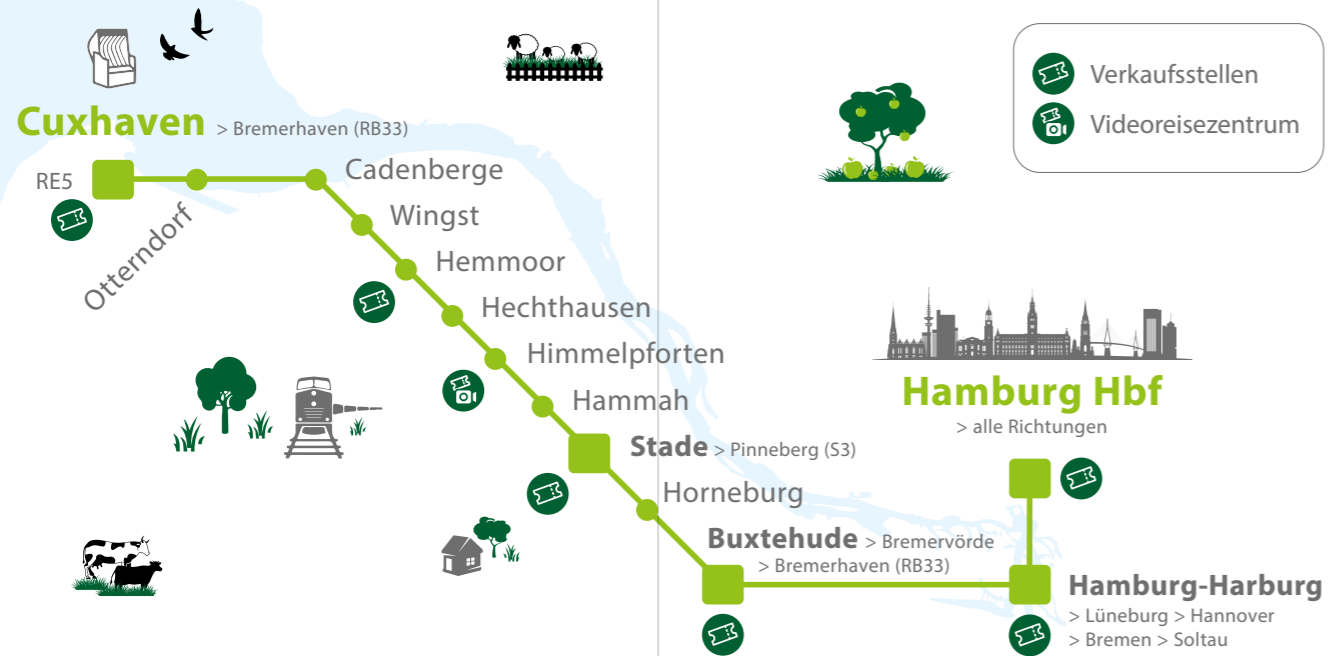 Verkaufsstellen
Videoreisezentrum
Cuxhaven > Bremerhaven (RB33)
RE5
Otterndorf
Cadenberge
Wingst
Hemmoor
Hechthausen
Himmelpforten
Hammah
Stade > Pinneberg (S3)
Horneburg
Buxtehude > Bremervörde
> Bremerhaven (RB33)
Hamburg Hbf
> alle Richtungen
Hamburg-Harburg
> Lüneburg > Hannover
> Bremen > Soltau